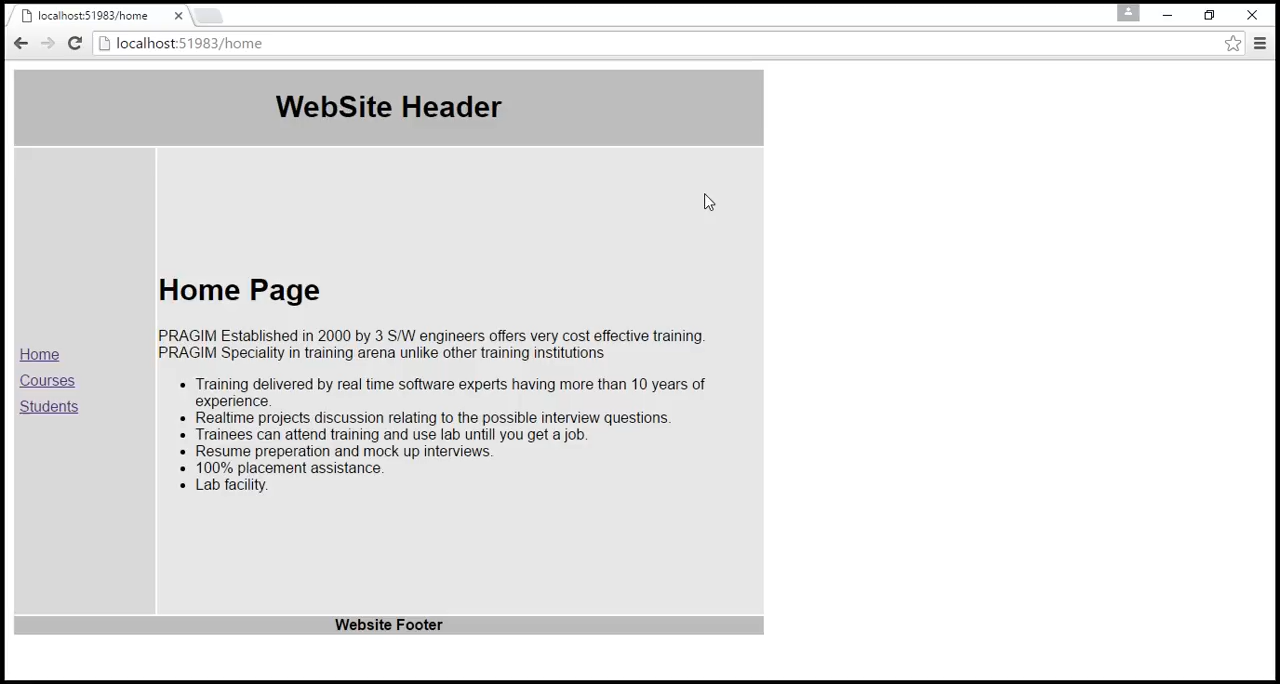 localhost:51983/home
localhost:51983/home
WebSite Header
Home
Courses
Students
Home Page
PRAGIM Established in 2000 by 3 S/W engineers offers very cost effective training.
PRAGIM Speciality in training arena unlike other training institutions
Training delivered by real time software experts having more than 10 years of
experience.
Realtime projects discussion relating to the possible interview questions.
Trainees can attend training and use lab untill you get a job.
Resume preperation and mock up interviews.
100% placement assistance.
Lab facility.
Website Footer